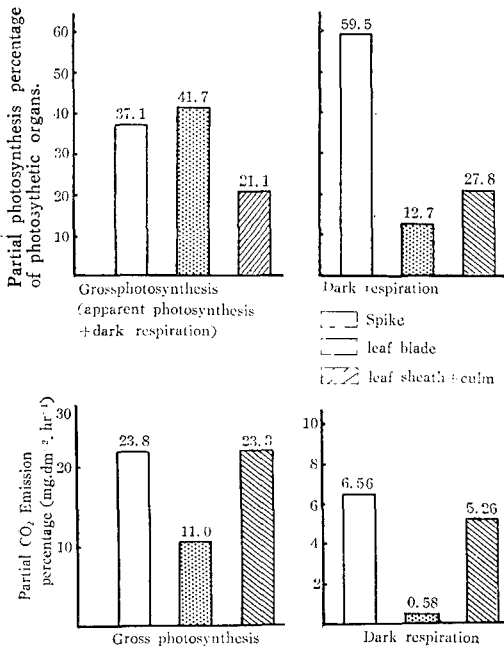 Partial photosynthesis percentage
of photosythetic organs.
60
50
40
30
20
10
37.1
41.7
21.1
Grossphotosynthesis
(apparent photosynthesis
+dark respiration)
59.5
12.7
27.8
Dark respiration
Spike
leaf blade
leaf sheath+culm
Partial CO₂ Emission
percentage (mg.dm⁻². hr⁻¹)
30
20
10
23.8
11.0
23.3
Gross photosynthesis
10
8
6
4
2
6.56
0.58
5.26
Dark respiration